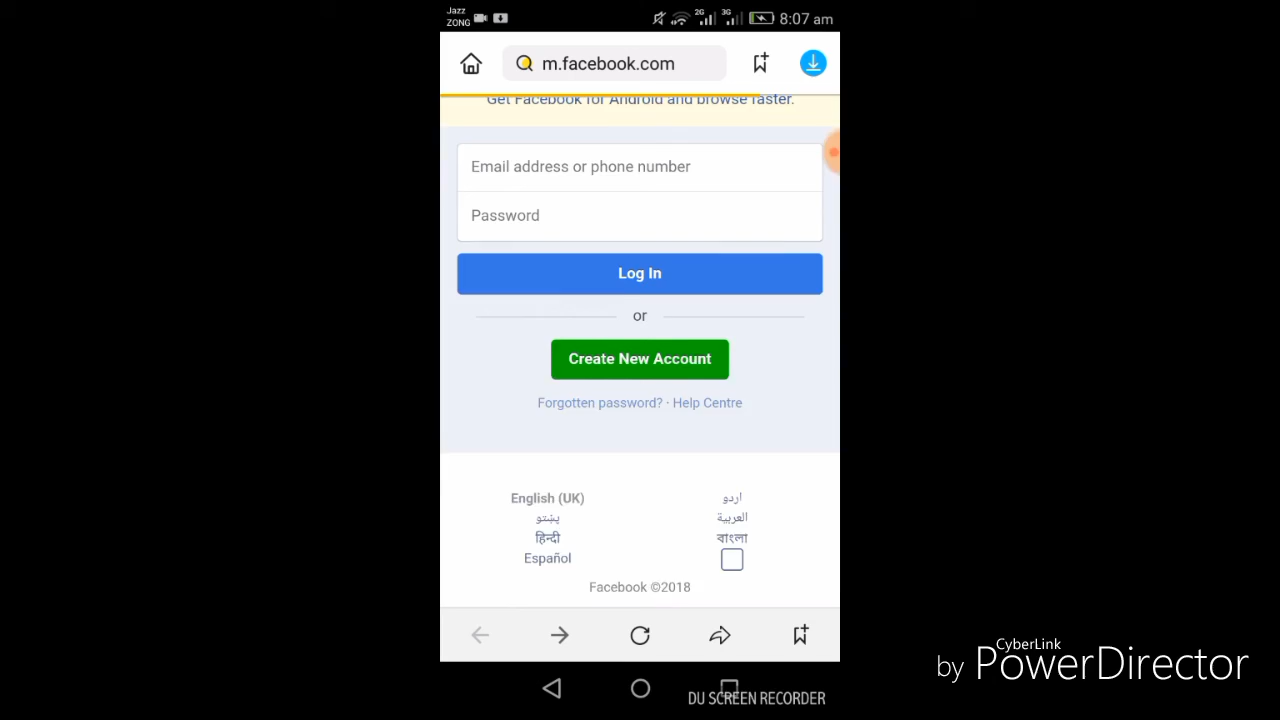 Jazz
ZONG
2G
3G
8:07 am
m.facebook.com
Get Facebook for Android and browse faster.
Email address or phone number
Password
Log In
or
Create New Account
Forgotten password? · Help Centre
English (UK)
اردو
پښتو
العربية
हिन्दी
বাংলা
Español
Facebook ©2018
CyberLink
by PowerDirector
DU SCREEN RECORDER